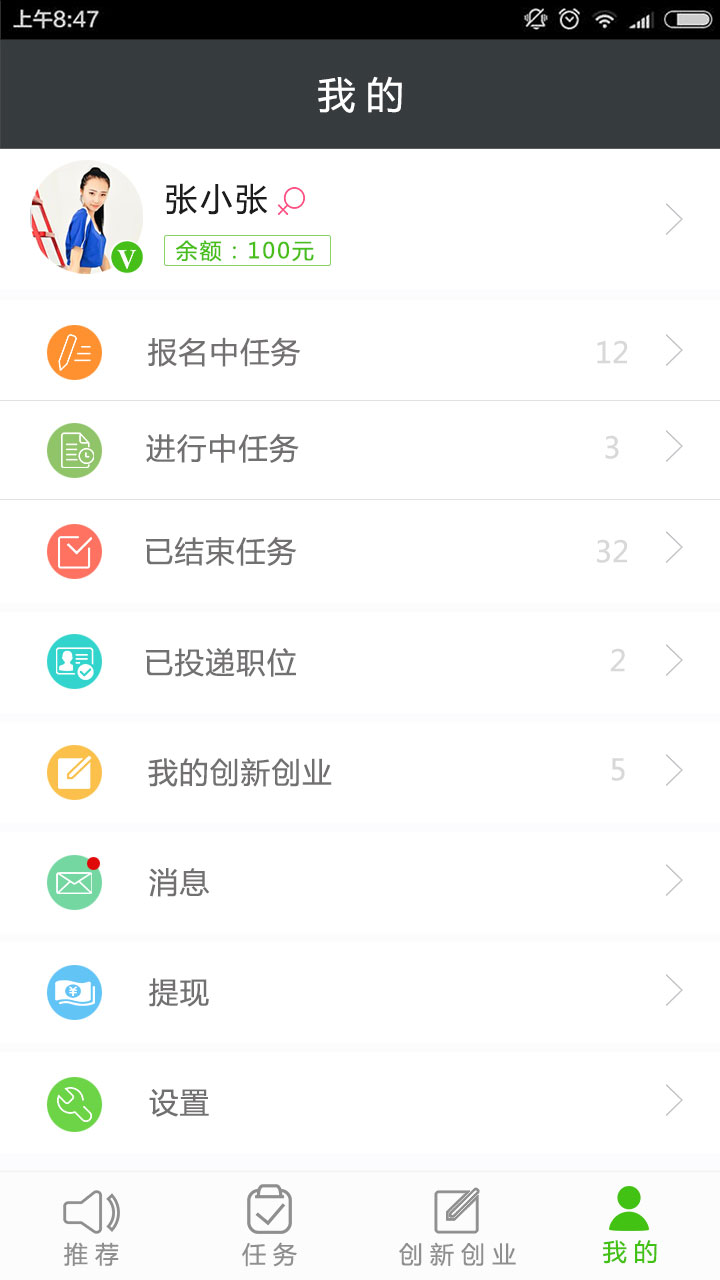 上午8:47
我的
张小张
V
余额：100元
报名中任务 12
进行中任务 3
已结束任务 32
已投递职位 2
我的创新创业 5
消息
¥
提现
设置
推荐 任务 创新创业 我的